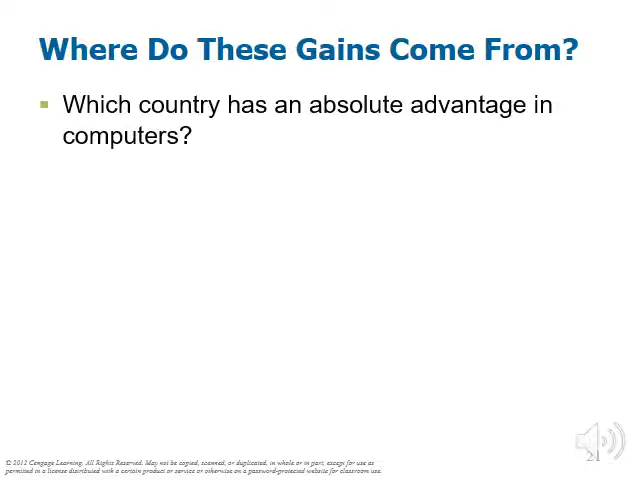 Where Do These Gains Come From?
Which country has an absolute advantage in
computers?
© 2012 Cengage Learning. All Rights Reserved. May not be copied, scanned, or duplicated, in whole or in part, except for use as
permitted in a license distributed with a certain product or service or otherwise on a password-protected website for classroom use.
21